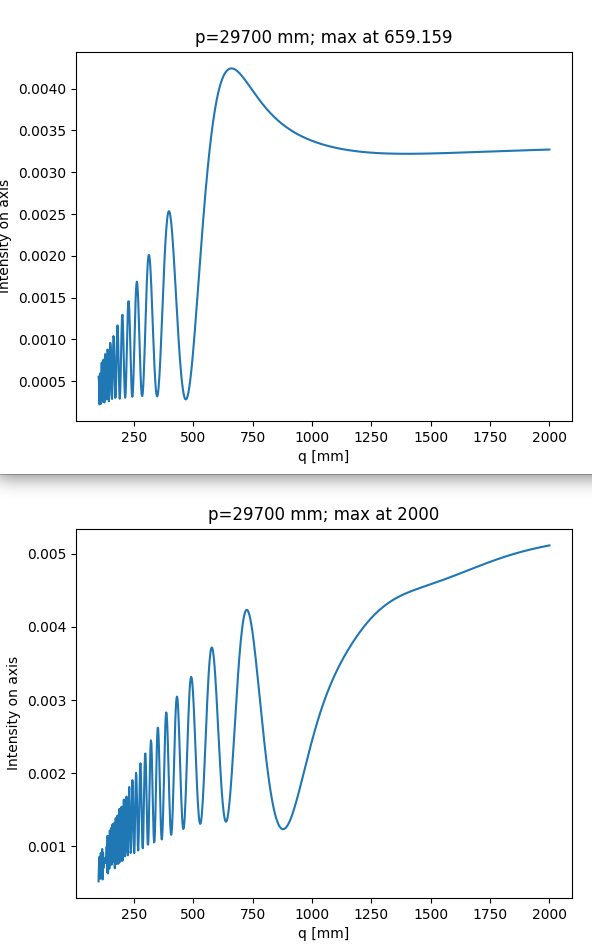 p=29700 mm; max at 659.159
0.0040
0.0035
0.0030
0.0025
0.0020
0.0015
0.0010
0.0005
Intensity on axis
250 500 750 1000 1250 1500 1750 2000
q [mm]
p=29700 mm; max at 2000
0.005
0.004
0.003
0.002
0.001
Intensity on axis
250 500 750 1000 1250 1500 1750 2000
q [mm]